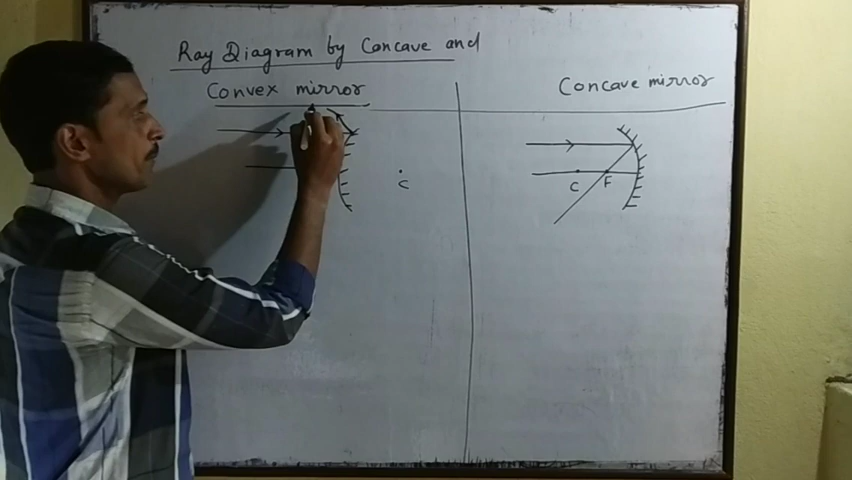 Ray Diagram by Concave and
Convex mirror
Concave mirror
C
C F